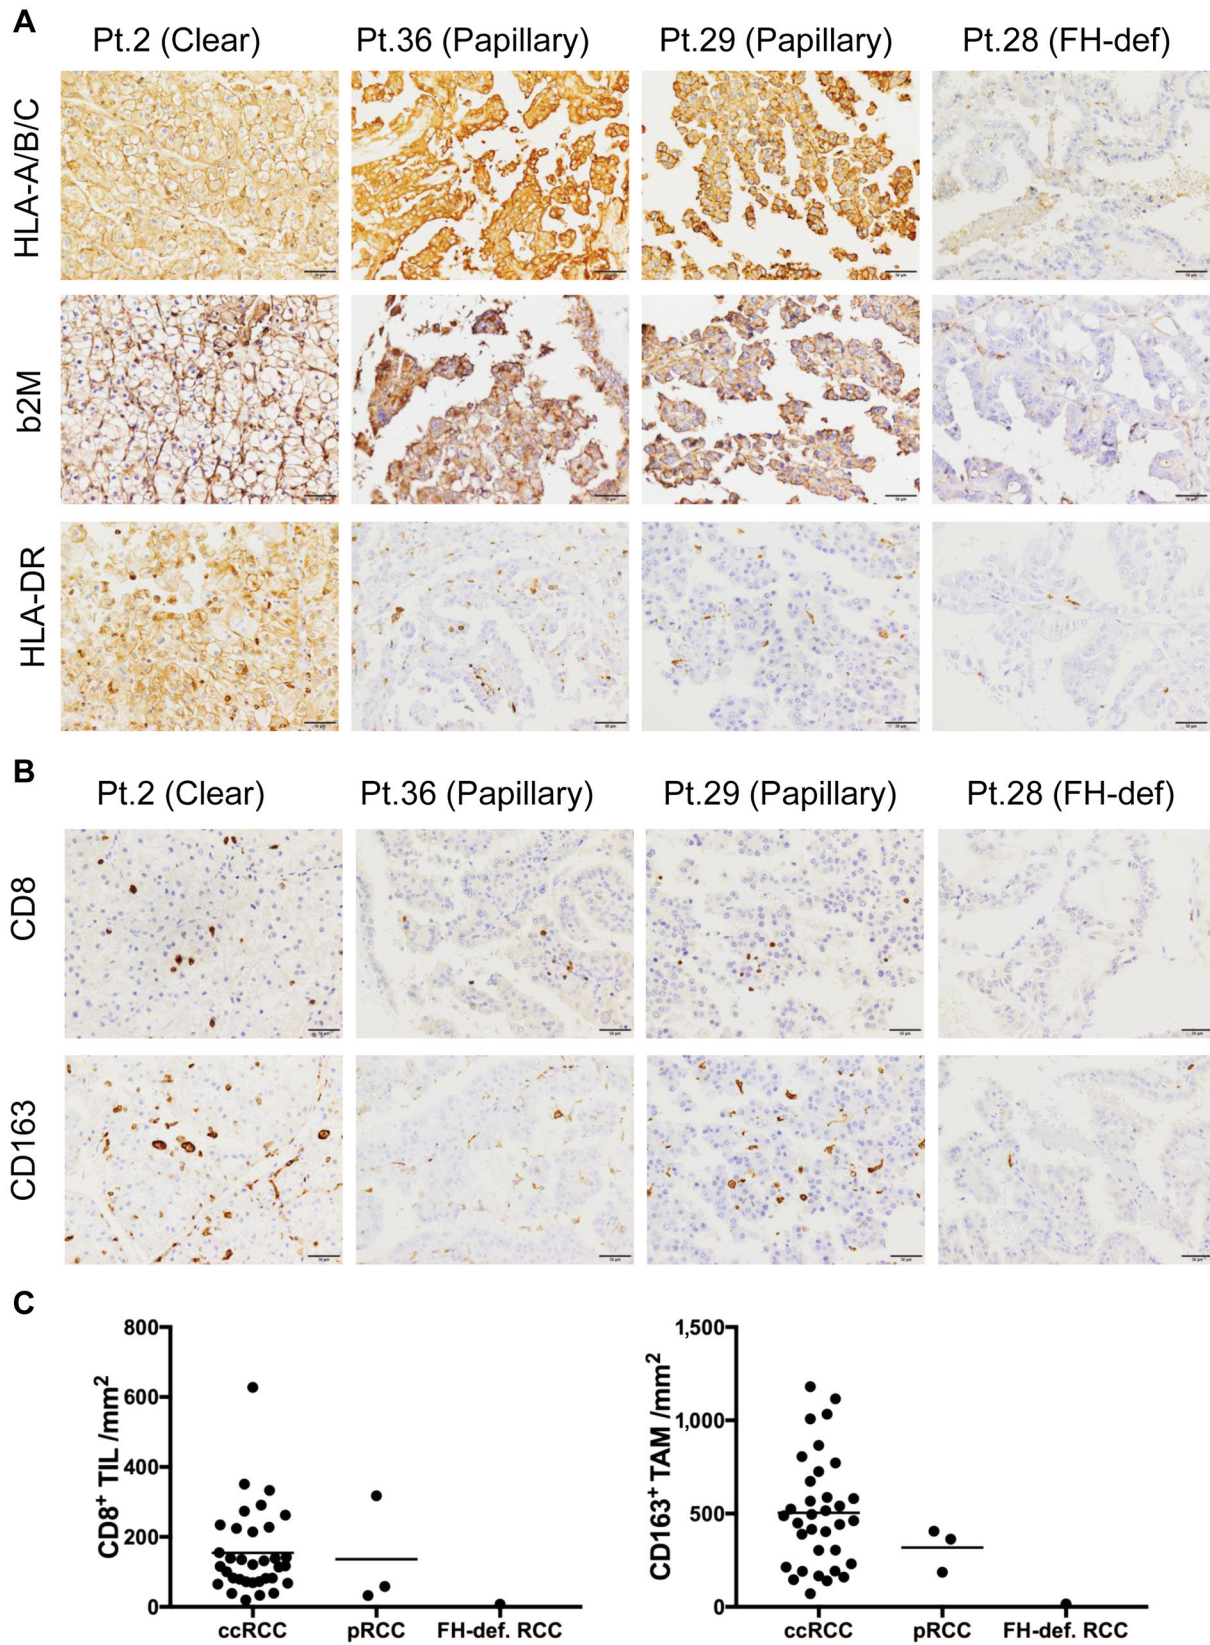 A
Pt.2 (Clear) Pt.36 (Papillary) Pt.29 (Papillary) Pt.28 (FH-def)
HLA-A/B/C
b2M
HLA-DR
B
Pt.2 (Clear) Pt.36 (Papillary) Pt.29 (Papillary) Pt.28 (FH-def)
CD8
CD163
C
CD8⁺ TIL /mm²
800
600
400
200
0
ccRCC pRCC FH-def. RCC
CD163⁺ TAM /mm²
1,500
1,000
500
0
ccRCC pRCC FH-def. RCC